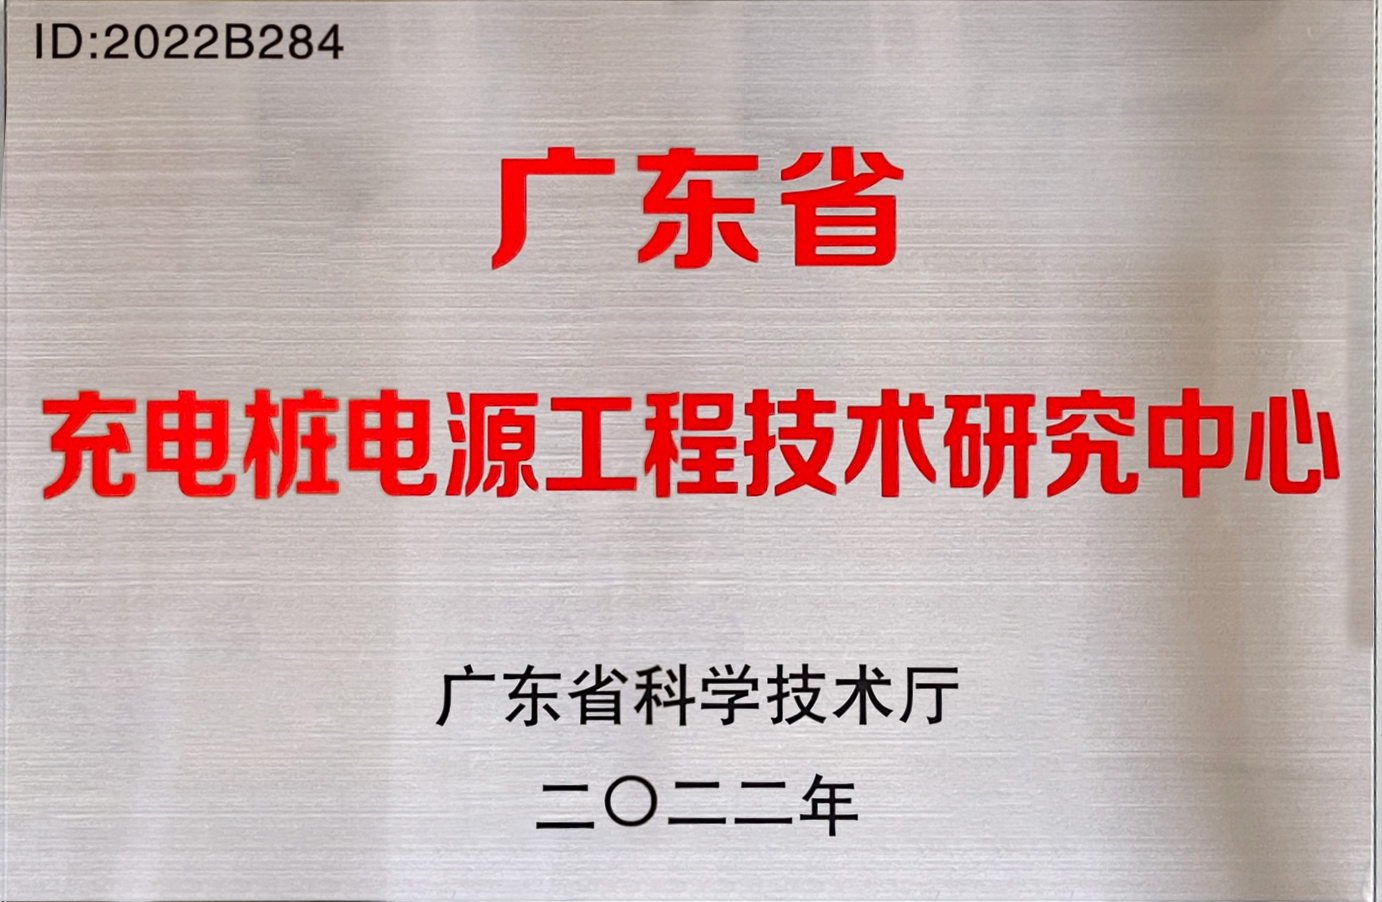 ID:2022B284
广东省
充电桩电源工程技术研究中心
广东省科学技术厅
二〇二二年